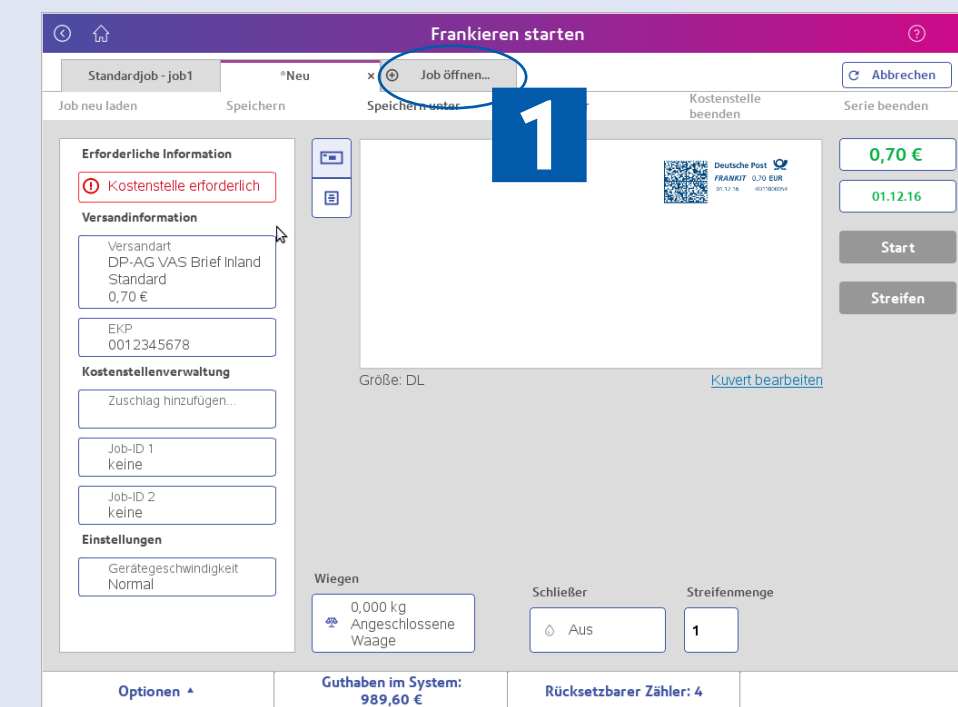 Frankieren starten
Standardjob - job1
*Neu
×
Job öffnen...
Abbrechen
Job neu laden
Speichern
Speichern unter
Kostenstelle
beenden
Serie beenden
1
Erforderliche Information
Kostenstelle erforderlich
Versandinformation
Versandart
DP-AG VAS Brief Inland
Standard
0,70 €
EKP
0012345678
Kostenstellenverwaltung
Zuschlag hinzufügen...
Job-ID 1
keine
Job-ID 2
keine
Einstellungen
Gerätegeschwindigkeit
Normal
Deutsche Post
FRANKIT 0,70 EUR
Größe: DL
Kuvert bearbeiten
0,70 €
01.12.16
Start
Streifen
Wiegen
0,000 kg
Angeschlossene
Waage
Schließer
Aus
Streifenmenge
1
Optionen
Guthaben im System:
989,60 €
Rücksetzbarer Zähler: 4